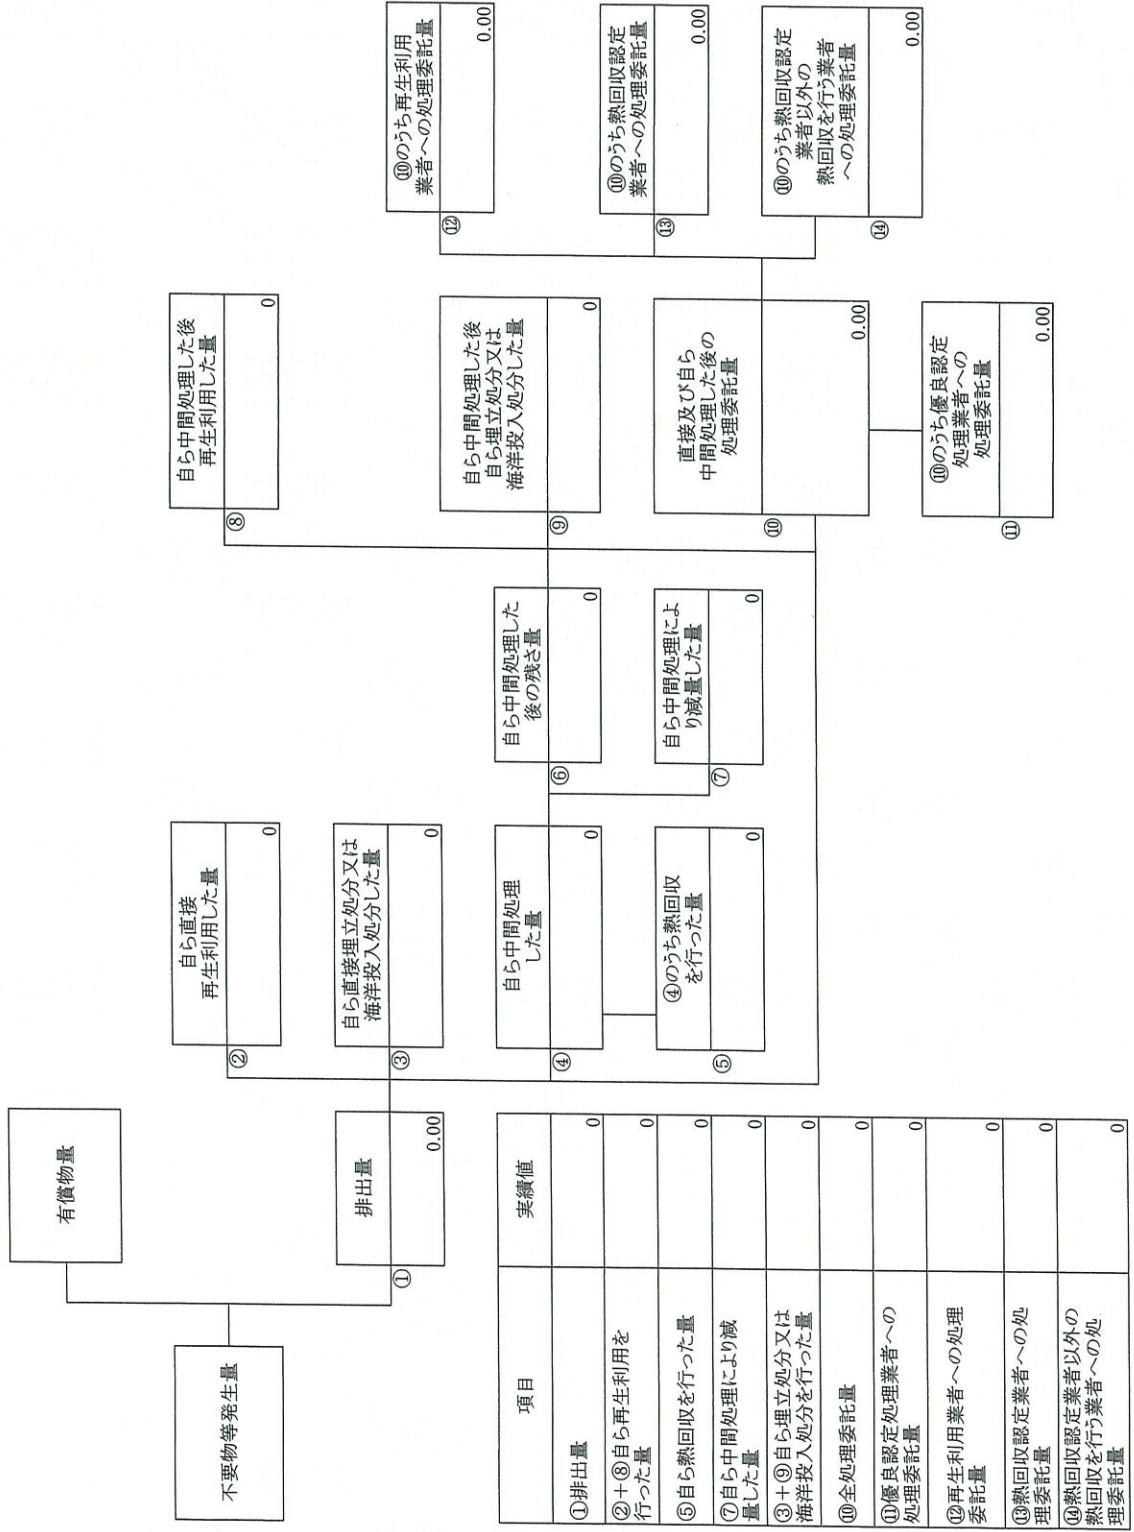 不要物等発生量
有償物量
排出量
①
0.00
自ら直接
再生利用した量
②
0
自ら直接埋立処分又は
海洋投入処分した量
③
0
自ら中間処理
した量
④
0
④のうち熱回収
を行った量
⑤
0
自ら中間処理した
後の残さ量
⑥
0
自ら中間処理によ
り減量した量
⑦
0
自ら中間処理した後
再生利用した量
⑧
0
自ら中間処理した後
自ら埋立処分又は
海洋投入処分した量
⑨
0
直接及び自ら
中間処理した後の
処理委託量
⑩
0.00
⑩のうち優良認定
処理業者への
処理委託量
⑪
0.00
⑩のうち再生利用
業者への処理委託量
⑫
0.00
⑩のうち熱回収認定
業者への処理委託量
⑬
0.00
⑩のうち熱回収認定
業者以外の
熱回収を行う業者
への処理委託量
⑭
0.00
項目 実績値
①排出量 0
②+⑧自ら再生利用を
行った量 0
⑤自ら熱回収を行った量 0
⑦自ら中間処理により減
量した量 0
③+⑨自ら埋立処分又は
海洋投入処分を行った量 0
⑩全処理委託量 0
⑪優良認定処理業者への
処理委託量 0
⑫再生利用業者への処理
委託量 0
⑬熱回収認定業者への処
理委託量 0
⑭熱回収認定業者以外の
熱回収を行う業者への処
理委託量 0